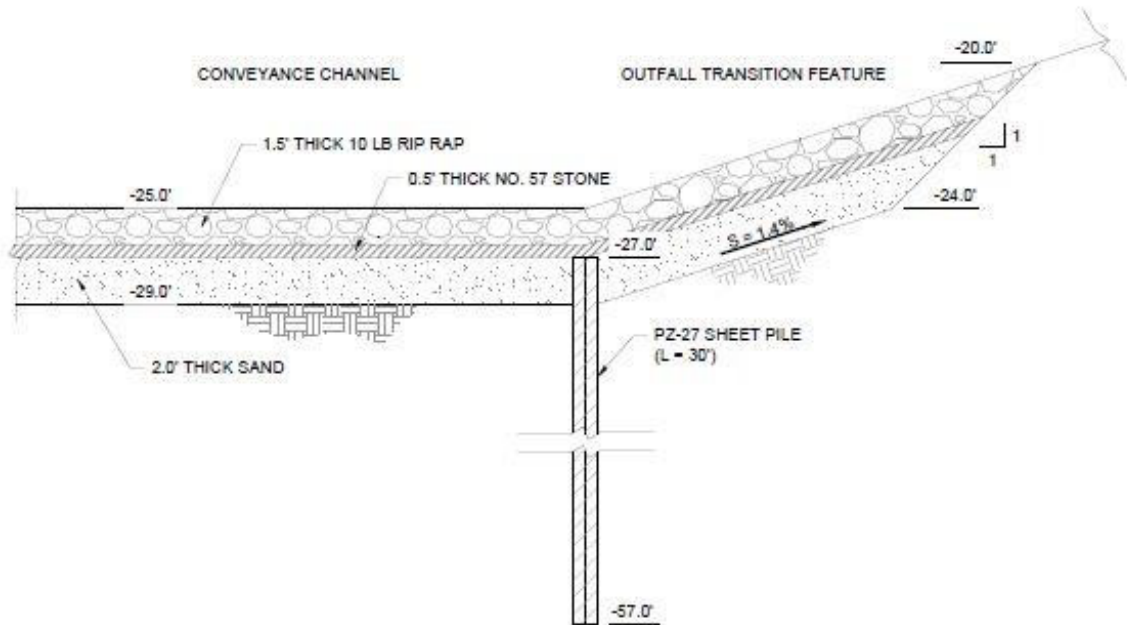 -20.0'
CONVEYANCE CHANNEL
OUTFALL TRANSITION FEATURE
1.5' THICK 10 LB RIP RAP
1
1
0.5' THICK NO. 57 STONE
-25.0'
-24.0'
S = 1.4%
-27.0'
-29.0'
PZ-27 SHEET PILE
(L = 30')
2.0' THICK SAND
-57.0'